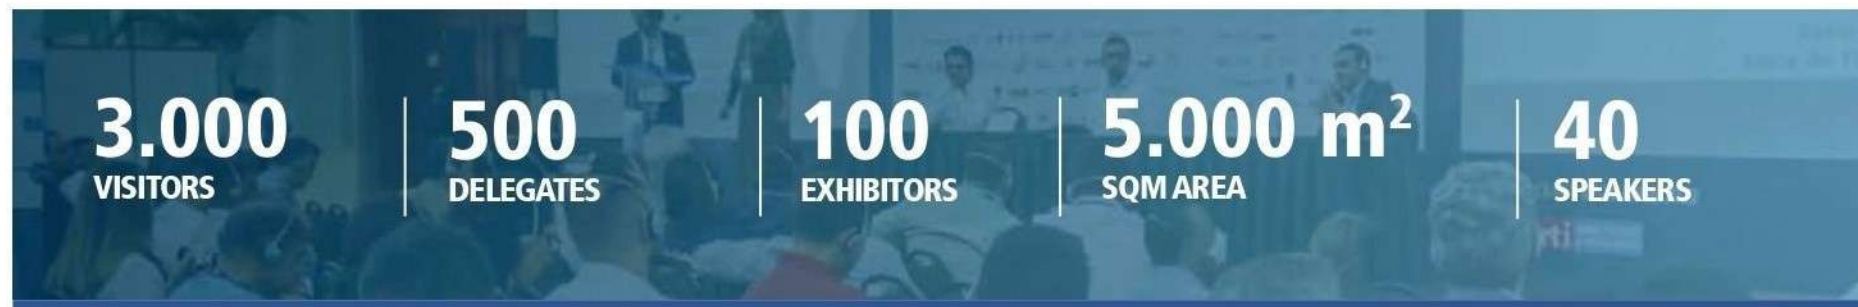 3.000
VISITORS
500
DELEGATES
100
EXHIBITORS
5.000 m²
SQM AREA
40
SPEAKERS